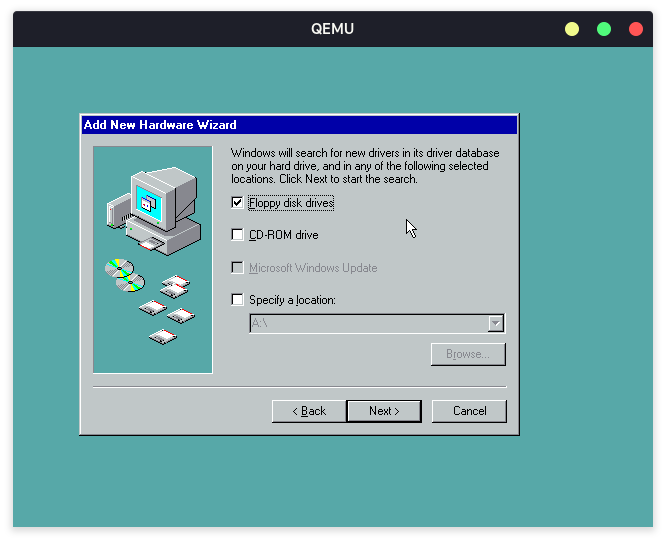 QEMU
Add New Hardware Wizard
Windows will search for new drivers in its driver database
on your hard drive, and in any of the following selected
locations. Click Next to start the search.
Floppy disk drives
CD-ROM drive
Microsoft Windows Update
Specify a location:
A:\
Browse...
< Back
Next >
Cancel